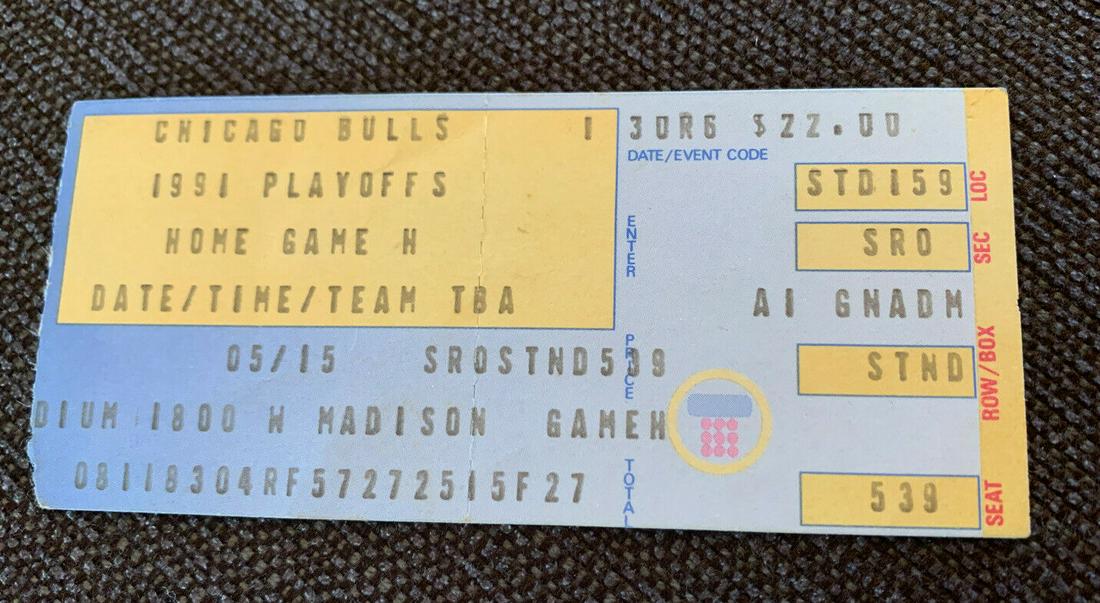 CHICAGO BULLS 1
1991 PLAYOFFS
HOME GAME H
DATE/TIME/TEAM TBA
05/15 SROSTND539
DIUM 1800 W MADISON GAMEH
08118304RF57272515F27
30RG $22.00
DATE/EVENT CODE
STD159 LOC
ENTER
SRO SEC
A1 GNADM
PRICE
STND ROW/BOX
TOTAL
539 SEAT